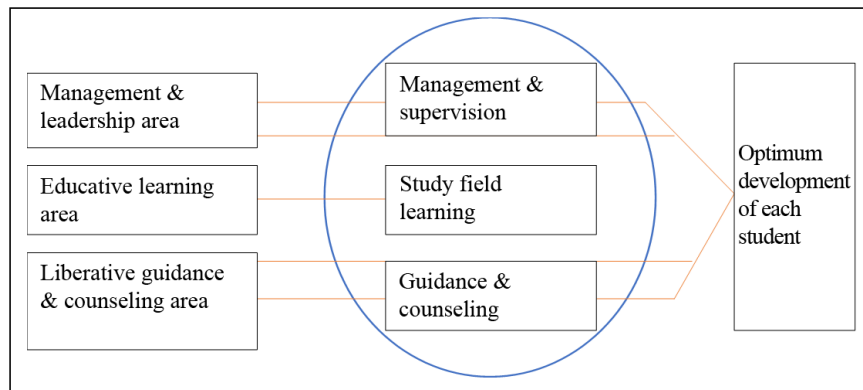 Management &
leadership area
Management &
supervision
Educative learning
area
Study field
learning
Liberative guidance
& counseling area
Guidance &
counseling
Optimum
development
of each
student